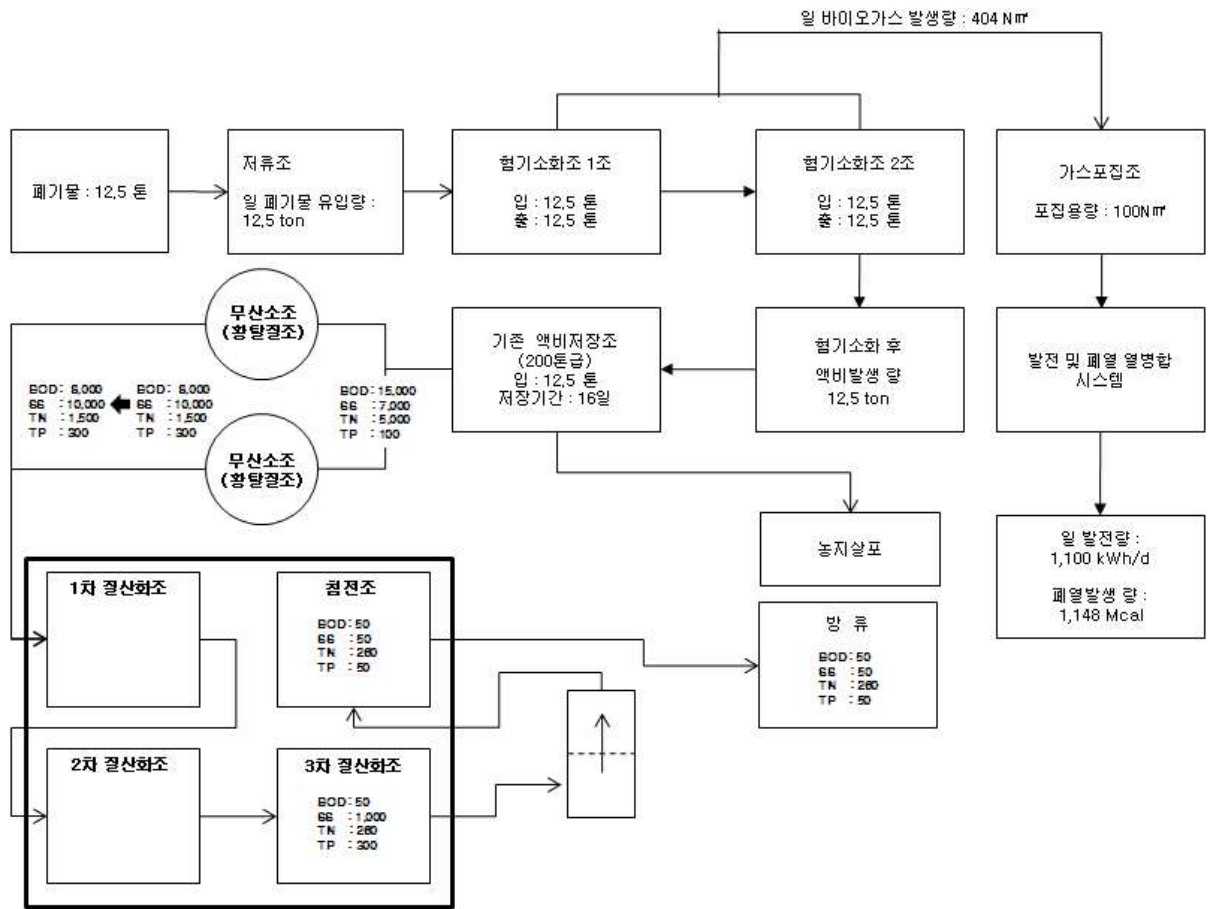 일 바이오가스 발생량 : 404 N㎥
폐기물 : 12,5 톤
저류조
일 폐기물 유입량 :
12,5 ton
혐기소화조 1조
입 : 12,5 톤
출 : 12,5 톤
혐기소화조 2조
입 : 12,5 톤
출 : 12,5 톤
가스포집조
포집용량 : 100N㎥
무산소조
(황탈질조)
기존 액비저장조
(200톤급)
입 : 12,5 톤
저장기간 : 16일
혐기소화 후
액비발생 량
12,5 ton
발전 및 폐열 열병합
시스템
BOD: 6,000
SS : 10,000
TN : 1,500
TP : 300
BOD: 6,000
SS : 10,000
TN : 1,500
TP : 300
BOD: 15,000
SS : 7,000
TN : 5,000
TP : 100
무산소조
(황탈질조)
농지살포
일 발전량 :
1,100 kWh/d
폐열발생 량 :
1,148 Mcal
1차 질산화조
침전조
BOD: 50
SS : 50
TN : 260
TP : 50
방 류
BOD: 50
SS : 50
TN : 260
TP : 50
2차 질산화조
3차 질산화조
BOD: 50
SS : 1,000
TN : 260
TP : 300